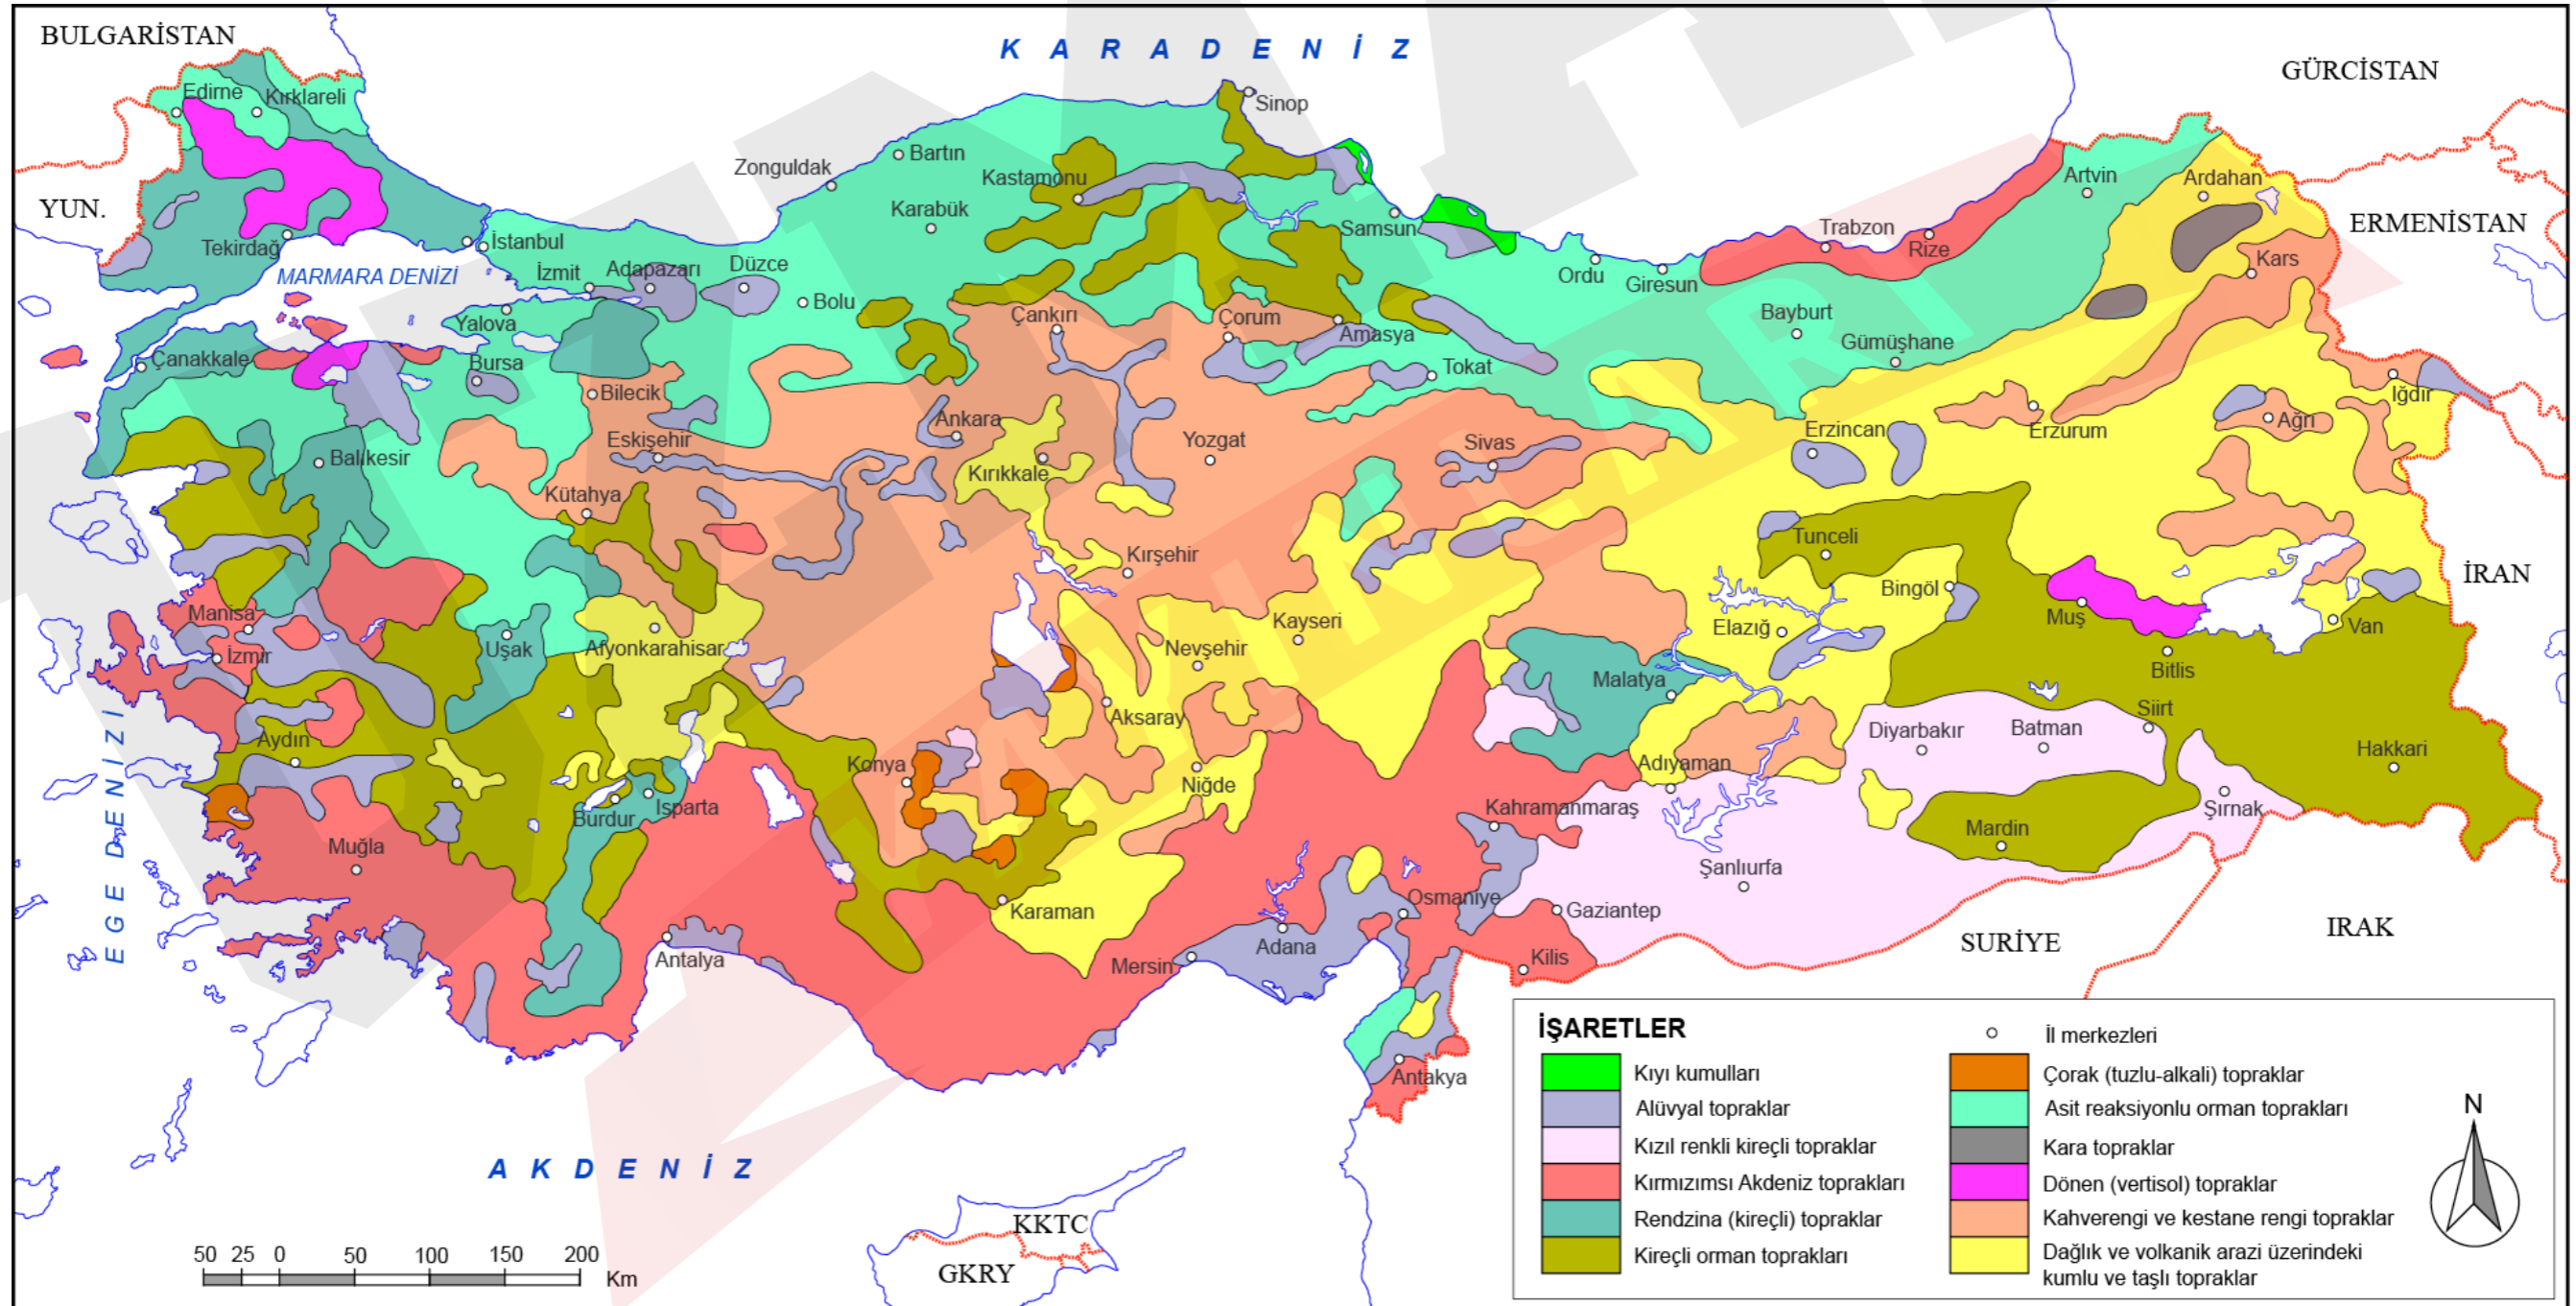 BULGARİSTAN
KARADENİZ
GÜRCİSTAN
Edirne
Kırklareli
Sinop
YUN.
Zonguldak
Bartın
Kastamonu
Karabük
Samsun
Artvin
Ardahan
ERMENİSTAN
Tekirdağ
İstanbul
Trabzon
Rize
Kars
MARMARA DENİZİ
İzmit
Adapazarı
Düzce
Bolu
Ordu
Giresun
Yalova
Çankırı
Çorum
Amasya
Bayburt
Gümüşhane
Çanakkale
Bursa
Tokat
Bilecik
Iğdır
Ankara
Ağrı
Eskişehir
Yozgat
Sivas
Erzincan
Erzurum
Balıkesir
Kırıkkale
Kütahya
Kırşehir
Tunceli
İRAN
Manisa
Bingöl
Muş
Uşak
Afyonkarahisar
Kayseri
Elazığ
Van
İzmir
Nevşehir
Bitlis
Malatya
Aksaray
Siirt
Aydın
Diyarbakır
Batman
Hakkari
EGE DENİZİ
Konya
Niğde
Adıyaman
Isparta
Burdur
Kahramanmaraş
Şırnak
Mardin
Muğla
Şanlıurfa
Osmaniye
Karaman
Gaziantep
Antalya
Mersin
Adana
Kilis
SURİYE
IRAK
Antakya
AKDENİZ
KKTC
GKRY
50 25 0 50 100 150 200
Km
İŞARETLER
Kıyı kumulları
Alüvyal topraklar
Kızıl renkli kireçli topraklar
Kırmızımsı Akdeniz toprakları
Rendzina (kireçli) topraklar
Kireçli orman toprakları
İl merkezleri
Çorak (tuzlu-alkali) topraklar
Asit reaksiyonlu orman toprakları
Kara topraklar
Dönen (vertisol) topraklar
Kahverengi ve kestane rengi topraklar
Dağlık ve volkanik arazi üzerindeki
kumlu ve taşlı topraklar
N